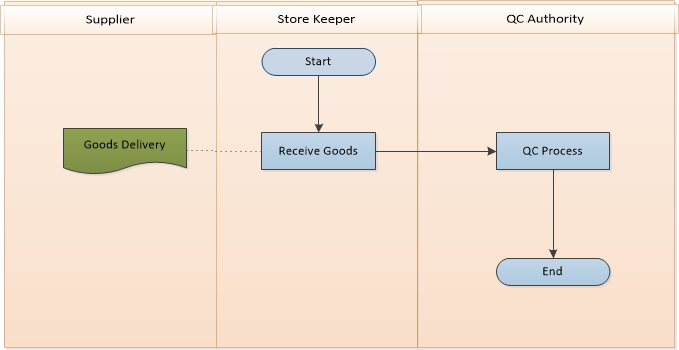 Supplier
Store Keeper
QC Authority
Start
Goods Delivery
Receive Goods
QC Process
End